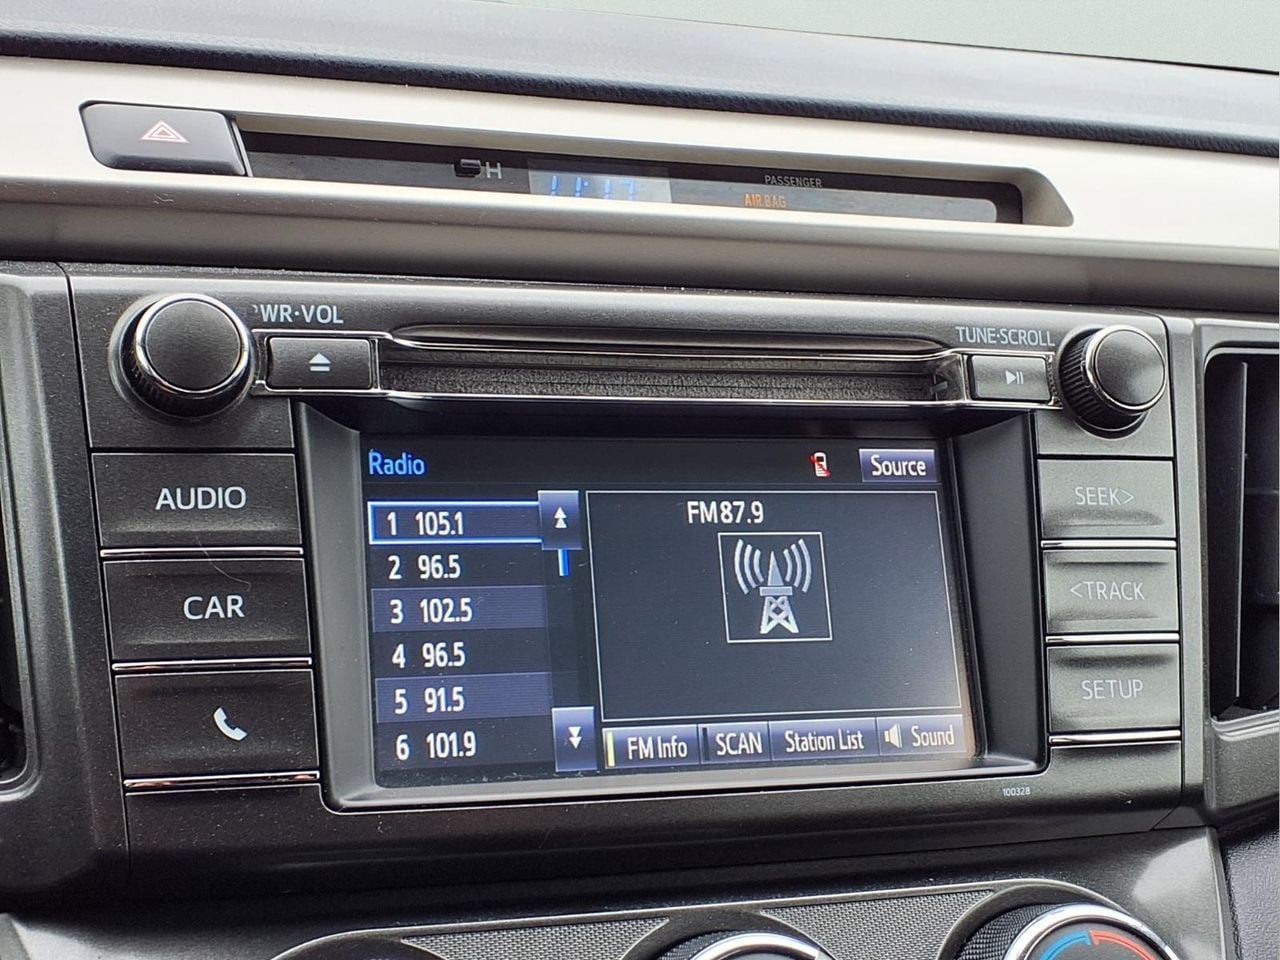 H
11:17
PASSENGER
AIR BAG
PWR·VOL
TUNE·SCROLL
AUDIO
CAR
Radio
Source
1 105.1
2 96.5
3 102.5
4 96.5
5 91.5
6 101.9
FM87.9
FM Info
SCAN
Station List
Sound
SEEK>
<TRACK
SETUP
100328